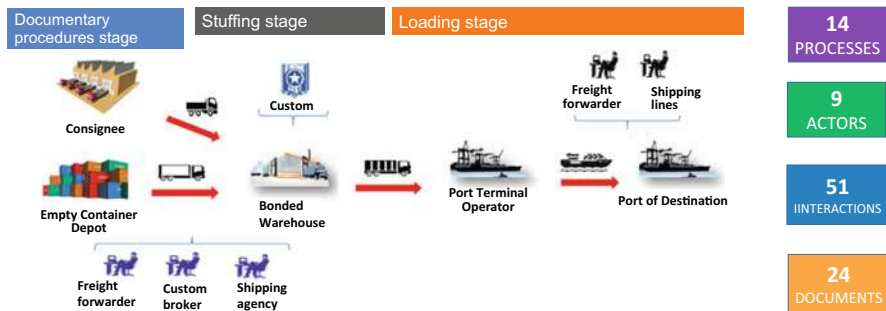 Documentary
procedures stage
Stuffing stage
Loading stage
14
PROCESSES
Consignee
Custom
Freight
forwarder
Shipping
lines
9
ACTORS
Empty Container
Depot
Bonded
Warehouse
Port Terminal
Operator
Port of Destination
51
IINTERACTIONS
Freight
forwarder
Custom
broker
Shipping
agency
24
DOCUMENTS